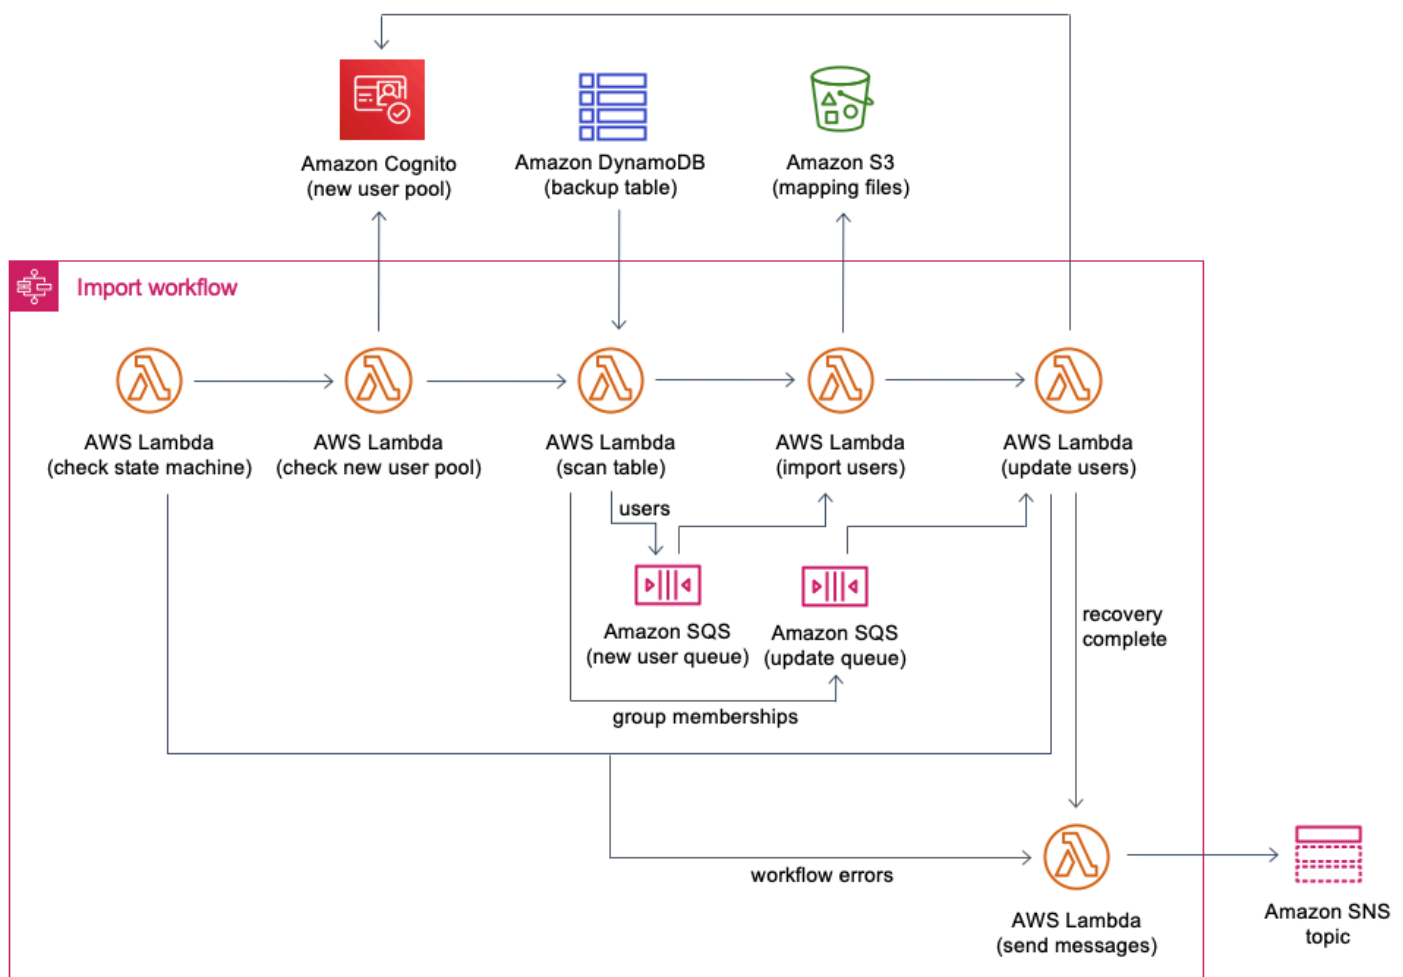 Amazon Cognito
(new user pool)
Amazon DynamoDB
(backup table)
Amazon S3
(mapping files)
Import workflow
AWS Lambda
(check state machine)
AWS Lambda
(check new user pool)
AWS Lambda
(scan table)
AWS Lambda
(import users)
AWS Lambda
(update users)
users
Amazon SQS
(new user queue)
Amazon SQS
(update queue)
recovery
complete
group memberships
workflow errors
AWS Lambda
(send messages)
Amazon SNS
topic